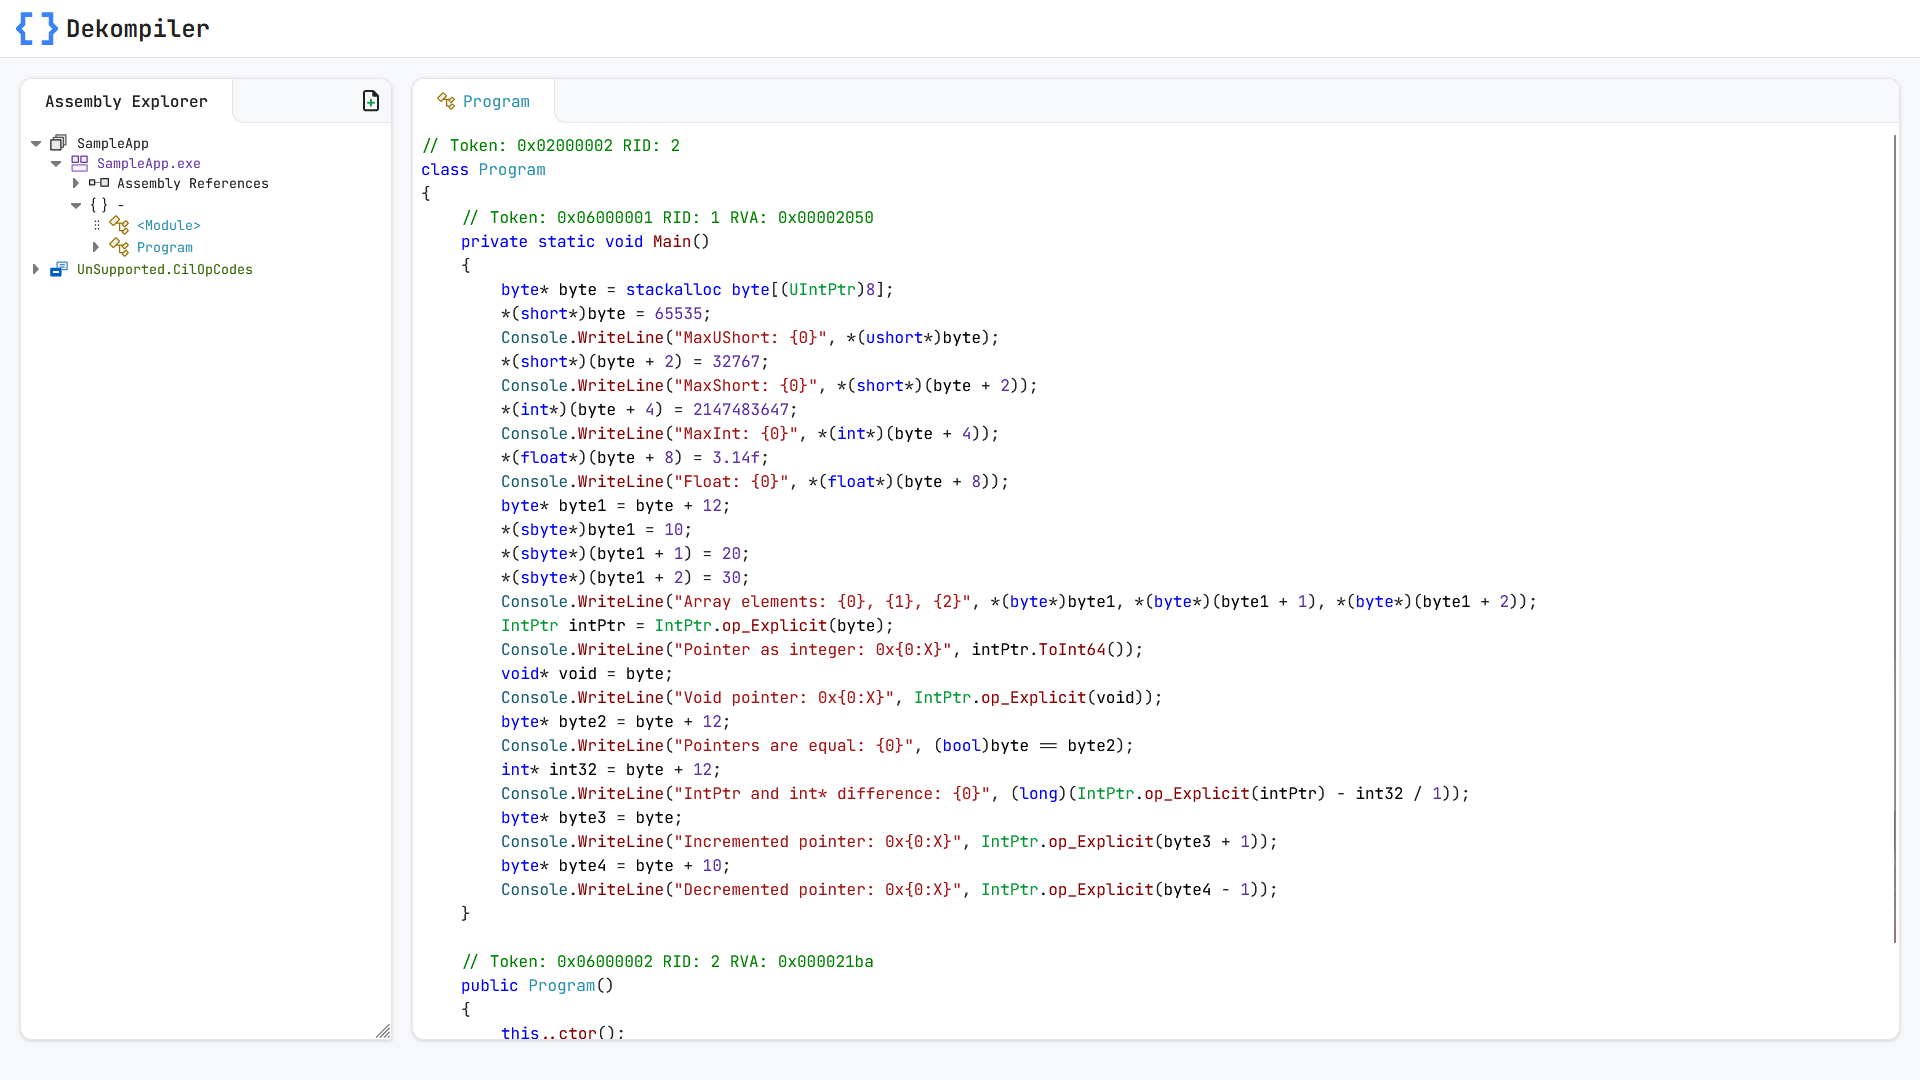 Dekompiler
Assembly Explorer
SampleApp
SampleApp.exe
Assembly References
{ } -
<Module>
Program
UnSupported.CilOpCodes
Program
// Token: 0x02000002 RID: 2
class Program
{
// Token: 0x06000001 RID: 1 RVA: 0x00002050
private static void Main()
{
byte* byte = stackalloc byte[(UIntPtr)8];
*(short*)byte = 65535;
Console.WriteLine("MaxUShort: {0}", *(ushort*)byte);
*(short*)(byte + 2) = 32767;
Console.WriteLine("MaxShort: {0}", *(short*)(byte + 2));
*(int*)(byte + 4) = 2147483647;
Console.WriteLine("MaxInt: {0}", *(int*)(byte + 4));
*(float*)(byte + 8) = 3.14f;
Console.WriteLine("Float: {0}", *(float*)(byte + 8));
byte* byte1 = byte + 12;
*(sbyte*)byte1 = 10;
*(sbyte*)(byte1 + 1) = 20;
*(sbyte*)(byte1 + 2) = 30;
Console.WriteLine("Array elements: {0}, {1}, {2}", *(byte*)byte1, *(byte*)(byte1 + 1), *(byte*)(byte1 + 2));
IntPtr intPtr = IntPtr.op_Explicit(byte);
Console.WriteLine("Pointer as integer: 0x{0:X}", intPtr.ToInt64());
void* void = byte;
Console.WriteLine("Void pointer: 0x{0:X}", IntPtr.op_Explicit(void));
byte* byte2 = byte + 12;
Console.WriteLine("Pointers are equal: {0}", (bool)byte == byte2);
int* int32 = byte + 12;
Console.WriteLine("IntPtr and int* difference: {0}", (long)(IntPtr.op_Explicit(intPtr) - int32 / 1));
byte* byte3 = byte;
Console.WriteLine("Incremented pointer: 0x{0:X}", IntPtr.op_Explicit(byte3 + 1));
byte* byte4 = byte + 10;
Console.WriteLine("Decremented pointer: 0x{0:X}", IntPtr.op_Explicit(byte4 - 1));
}
// Token: 0x06000002 RID: 2 RVA: 0x000021ba
public Program()
{
this..ctor();